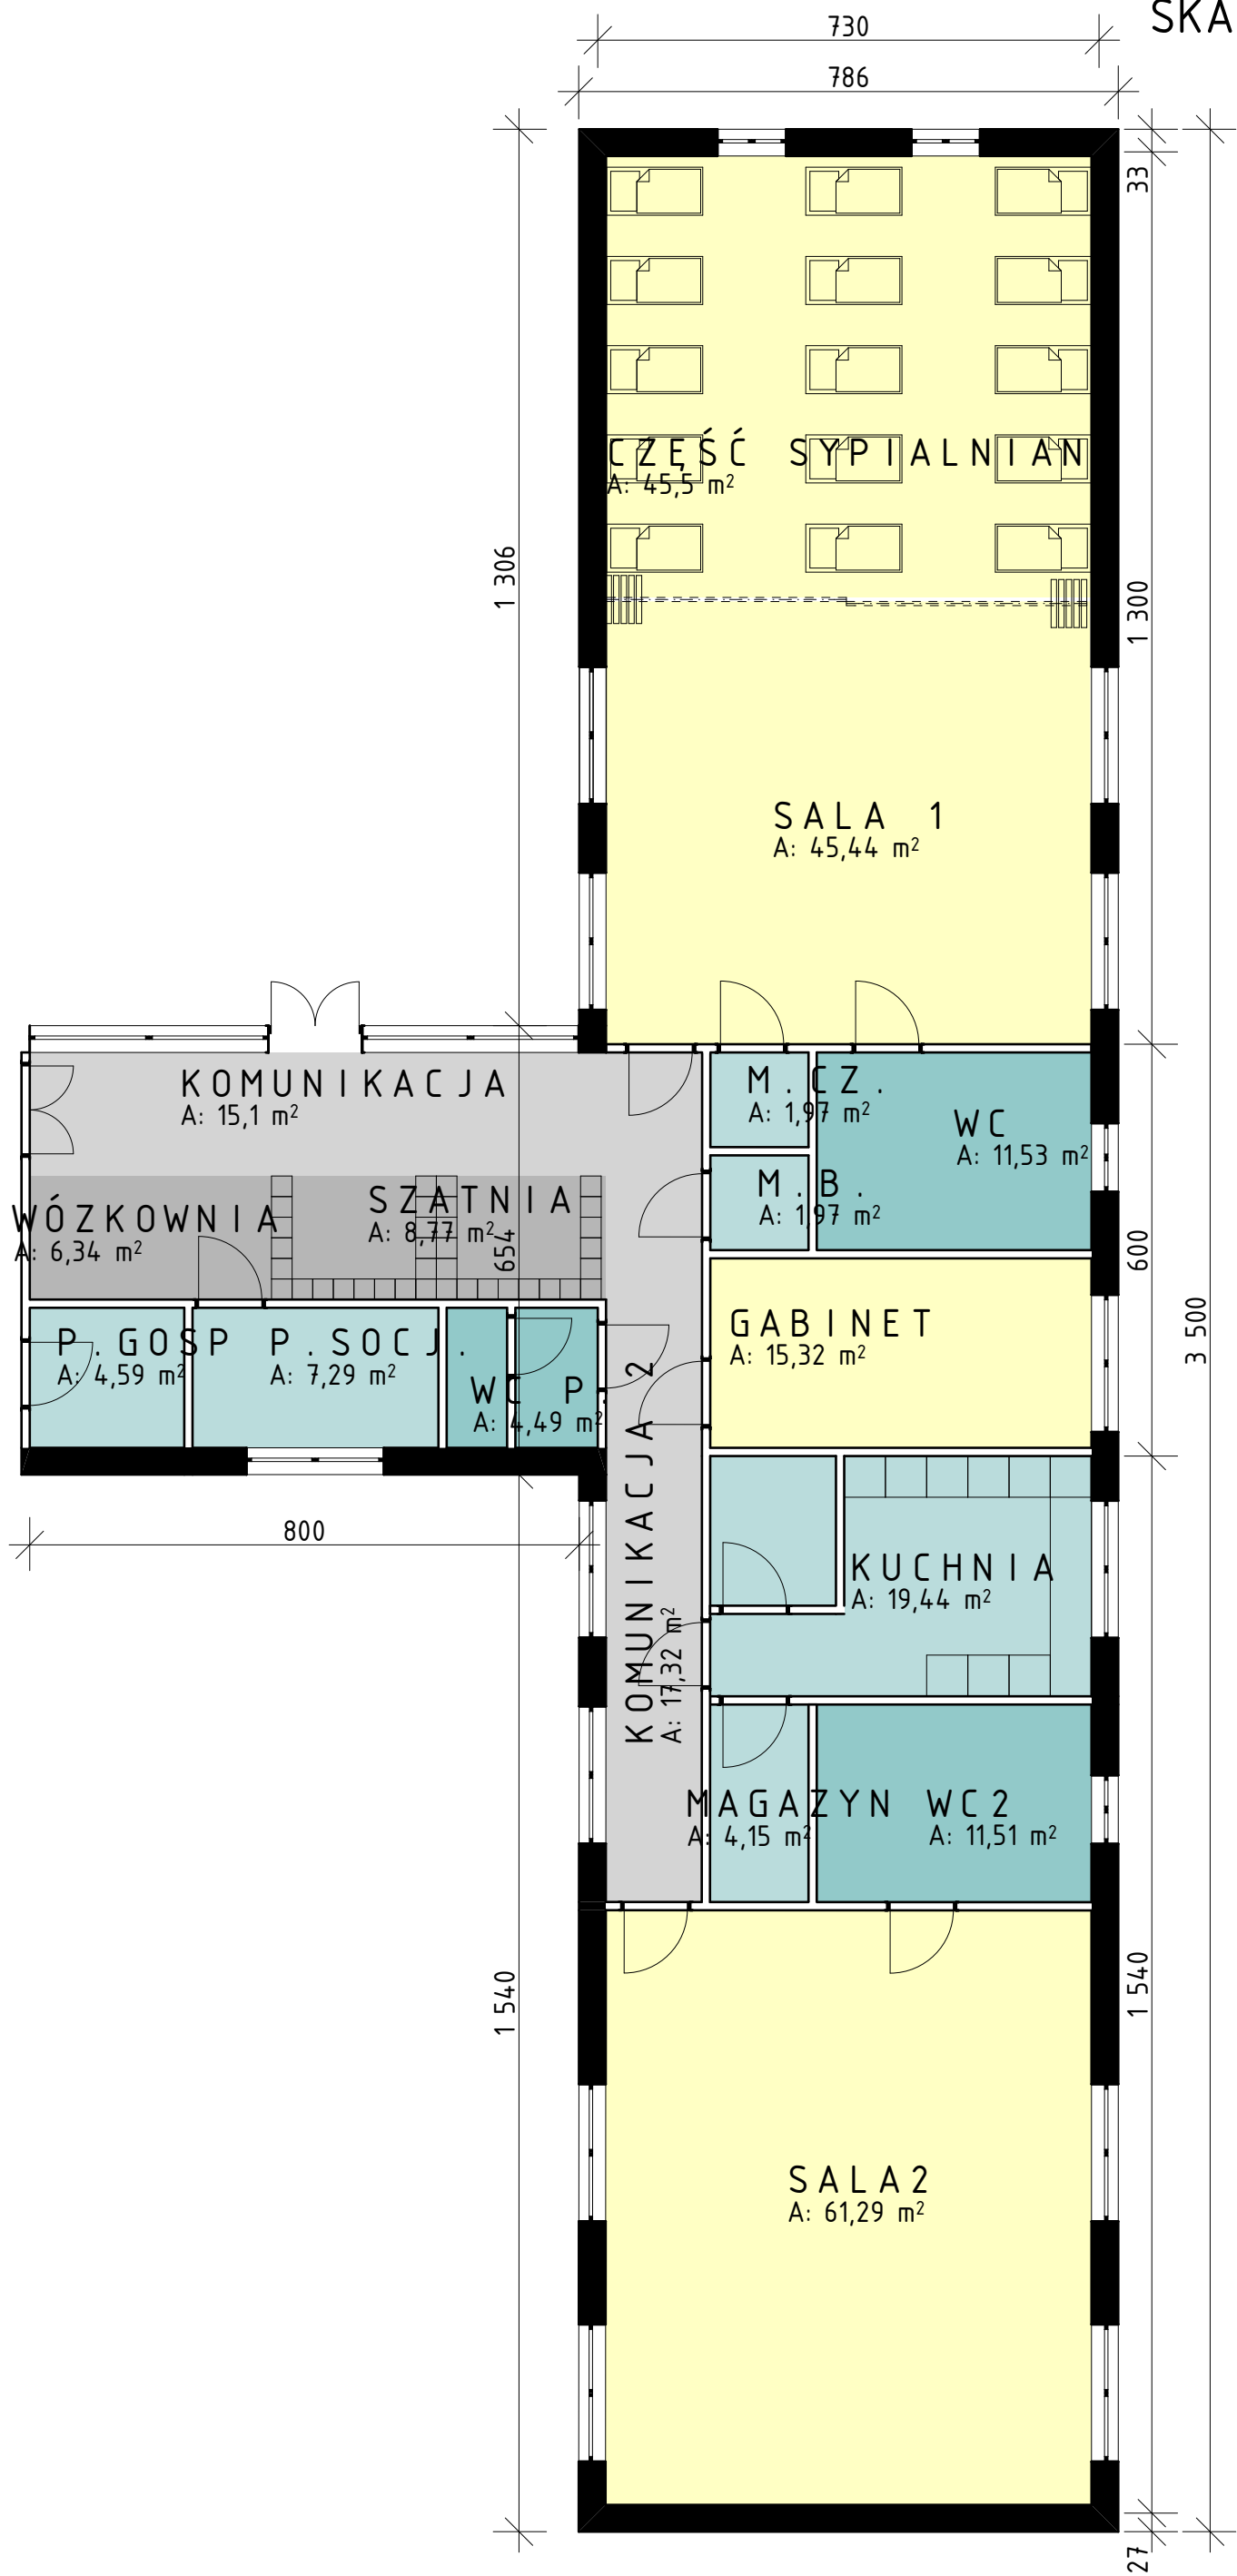 SKA
730
786
33
CZĘŚĆ SYPIALNIAN
A: 45,5 m²
1 306
1 300
SALA 1
A: 45,44 m²
KOMUNIKACJA
A: 15,1 m²
M.CZ.
A: 1,97 m²
WC
A: 11,53 m²
WÓZKOWNIA
A: 6,34 m²
SZATNIA
A: 8,77 m²
654
M.B.
A: 1,97 m²
600
3 500
P.GOSP
A: 4,59 m²
P.SOCJ.
A: 7,29 m²
WC P.
A: 4,49 m²
GABINET
A: 15,32 m²
800
KOMUNIKACJA 2
A: 17,32 m²
KUCHNIA
A: 19,44 m²
MAGAZYN
A: 4,15 m²
WC2
A: 11,51 m²
1 540
1 540
SALA2
A: 61,29 m²
27